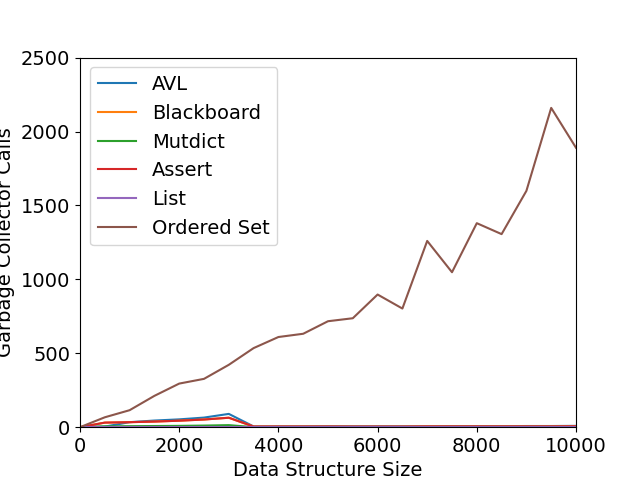 2500
2000
1500
1000
500
0
Garbage Collector Calls
AVL
Blackboard
Mutdict
Assert
List
Ordered Set
0 2000 4000 6000 8000 10000
Data Structure Size